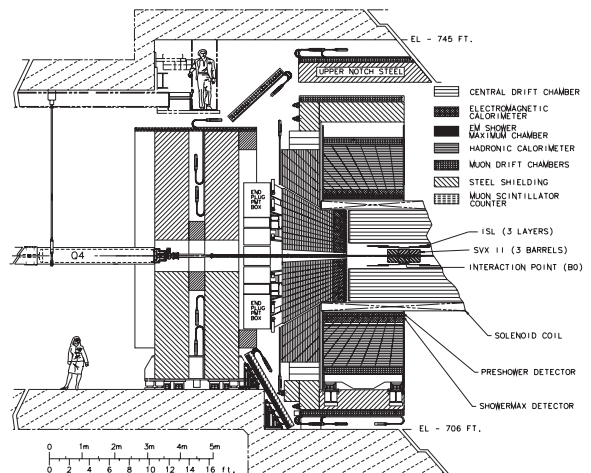 EL - 745 FT.
UPPER NOTCH STEEL
CENTRAL DRIFT CHAMBER
ELECTROMAGNETIC
CALORIMETER
EM SHOWER
MAXIMUM CHAMBER
HADRONIC CALORIMETER
MUON DRIFT CHAMBERS
STEEL SHIELDING
MUON SCINTILLATOR
COUNTER
END
PLUG
PMT
BOX
ISL (3 LAYERS)
Q4
SVX II (3 BARRELS)
INTERACTION POINT (B0)
END
PLUG
PMT
BOX
SOLENOID COIL
PRESHOWER DETECTOR
SHOWERMAX DETECTOR
EL - 706 FT.
0 1m 2m 3m 4m 5m
0 2 4 6 8 10 12 14 16 ft.